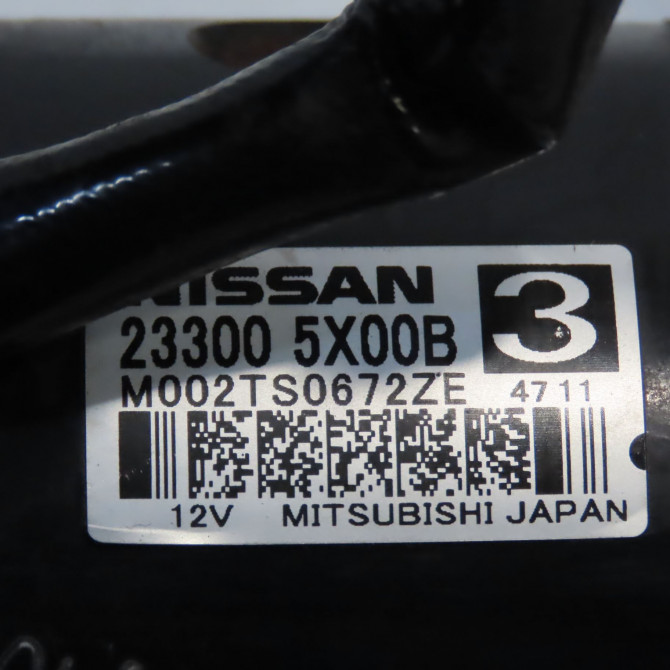 NISSAN 3
23300 5X00B
M002TS0672ZE 4711
12V MITSUBISHI JAPAN